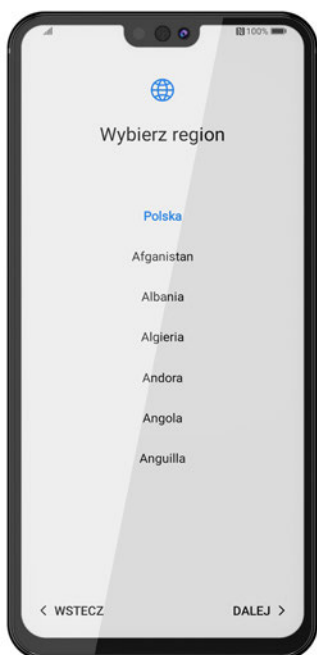 100%
Wybierz region
Polska
Afganistan
Albania
Algieria
Andora
Angola
Anguilla
< WSTECZ DALEJ >